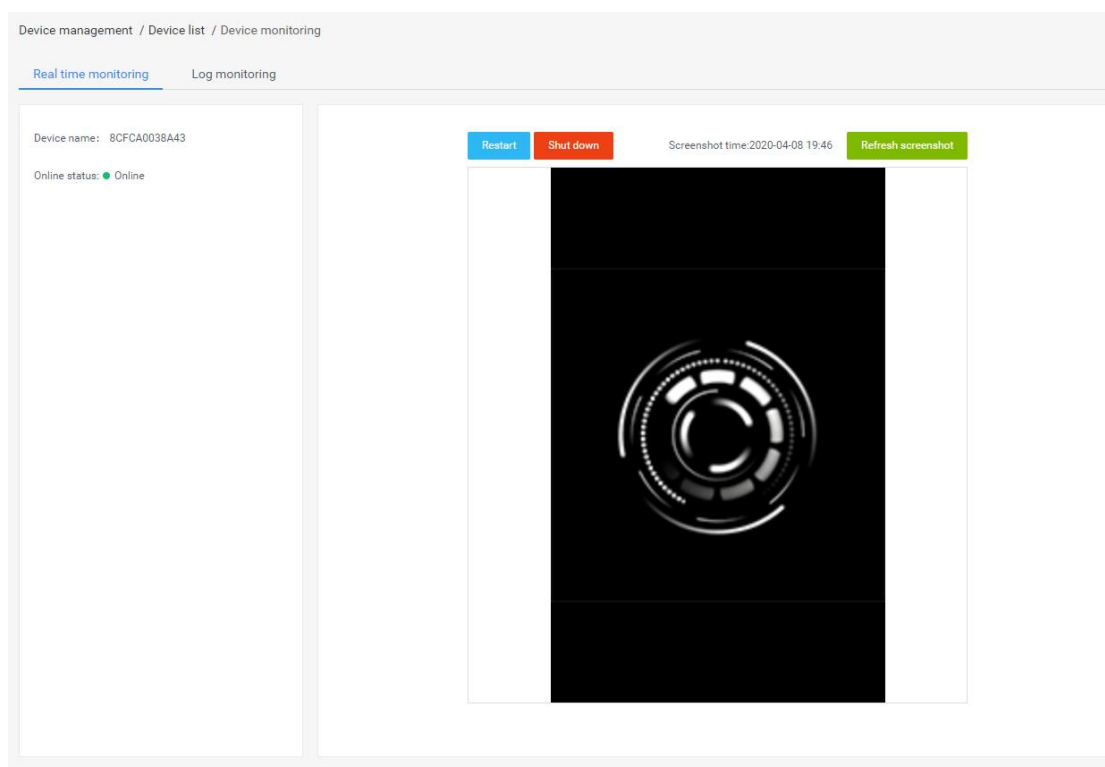 Device management / Device list / Device monitoring
Real time monitoring Log monitoring
Device name: 8CFCA0038A43
Online status: Online
Restart Shut down Screenshot time:2020-04-08 19:46 Refresh screenshot